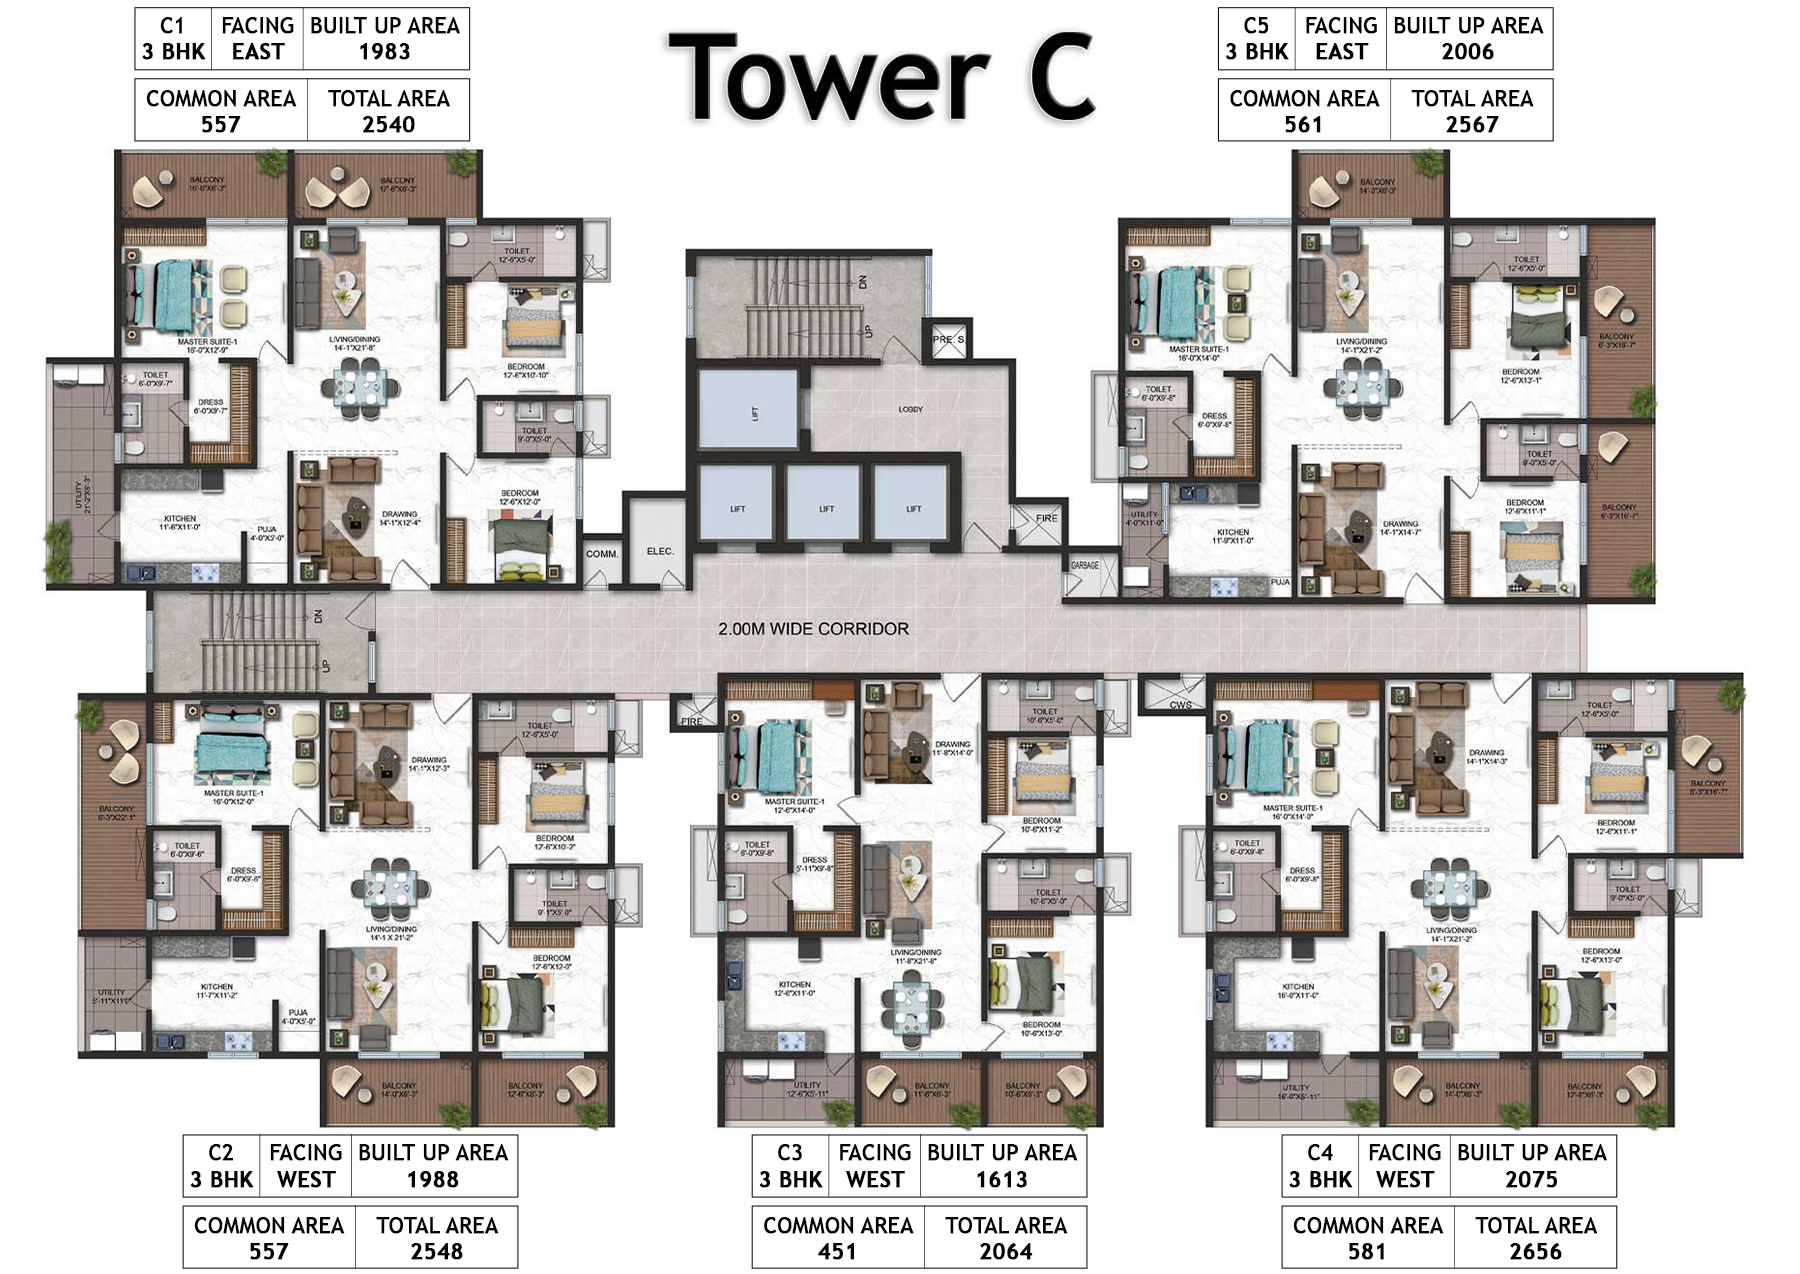 Tower C
C1 FACING BUILT UP AREA
3 BHK EAST 1983
COMMON AREA TOTAL AREA
557 2540
C5 FACING BUILT UP AREA
3 BHK EAST 2006
COMMON AREA TOTAL AREA
561 2567
BALCONY
16'-0"X6'-3"
BALCONY
17'-6"X6'-3"
TOILET
12'-6"X5'-0"
MASTER SUITE-1
16'-0"X12'-9"
LIVING/DINING
14'-1"X21'-8"
BEDROOM
12'-6"X10'-10"
TOILET
6'-0"X9'-7"
DRESS
6'-0"X9'-7"
TOILET
9'-0"X5'-0"
UTILITY
21'-2"X6'-3"
KITCHEN
11'-6"X11'-0"
PUJA
4'-0"X5'-0"
DRAWING
14'-1"X12'-4"
BEDROOM
12'-6"X12'-0"
COMM.
ELEC.
DN
UP
PRE. S.
LIFT
LOBBY
LIFT
LIFT
LIFT
FIRE
GARBAGE
BALCONY
14'-3"X6'-3"
TOILET
12'-6"X5'-0"
MASTER SUITE-1
16'-0"X14'-0"
LIVING/DINING
14'-1"X21'-2"
BEDROOM
12'-6"X13'-1"
BALCONY
6'-3"X18'-7"
TOILET
6'-0"X9'-8"
DRESS
6'-0"X9'-8"
TOILET
9'-0"X5'-0"
UTILITY
4'-0"X11'-0"
KITCHEN
11'-9"X11'-0"
PUJA
DRAWING
14'-1"X14'-7"
BEDROOM
12'-6"X11'-1"
BALCONY
6'-3"X16'-7"
DN
UP
2.00M WIDE CORRIDOR
FIRE
CWS
BALCONY
6'-3"X22'-1"
MASTER SUITE-1
16'-0"X12'-0"
DRAWING
14'-1"X12'-3"
TOILET
12'-6"X5'-0"
BEDROOM
12'-6"X10'-2"
TOILET
6'-0"X9'-6"
DRESS
6'-0"X9'-6"
TOILET
9'-1"X5'-0"
LIVING/DINING
14'-1 X 21'-2"
BEDROOM
12'-6"X12'-0"
UTILITY
5'-11"X11'0"
KITCHEN
11'-7"X11'-2"
PUJA
4'-0"X5'-0"
BALCONY
14'-0"X6'-3"
BALCONY
12'-6"X6'-3"
DRAWING
11'-8"X14'-0"
TOILET
10'-6"X5'-0"
MASTER SUITE-1
12'-6"X14'-0"
BEDROOM
10'-6"X11'-2"
TOILET
6'-0"X9'-8"
DRESS
5'-11"X9'-8"
TOILET
10'-6"X5'-0"
LIVING/DINING
11'-8"X21'-8"
KITCHEN
12'-6"X11'-0"
BEDROOM
10'-6"X13'-0"
UTILITY
12'-6"X5'-11"
BALCONY
11'-6"X6'-3"
BALCONY
10'-6"X6'-3"
MASTER SUITE-1
16'-0"X14'-0"
DRAWING
14'-1"X14'-3"
TOILET
12'-6"X5'-0"
BEDROOM
12'-6"X11'-1"
BALCONY
6'-3"X16'-7"
TOILET
6'-0"X9'-8"
DRESS
6'-0"X9'-8"
TOILET
9'-0"X5'-0"
LIVING/DINING
14'-1"X21'-2"
BEDROOM
12'-6"X13'-0"
KITCHEN
16'-0"X11'-0"
UTILITY
16'-0"X5'-11"
BALCONY
14'-0"X6'-3"
BALCONY
12'-6"X6'-3"
C2 FACING BUILT UP AREA
3 BHK WEST 1988
COMMON AREA TOTAL AREA
557 2548
C3 FACING BUILT UP AREA
3 BHK WEST 1613
COMMON AREA TOTAL AREA
451 2064
C4 FACING BUILT UP AREA
3 BHK WEST 2075
COMMON AREA TOTAL AREA
581 2656